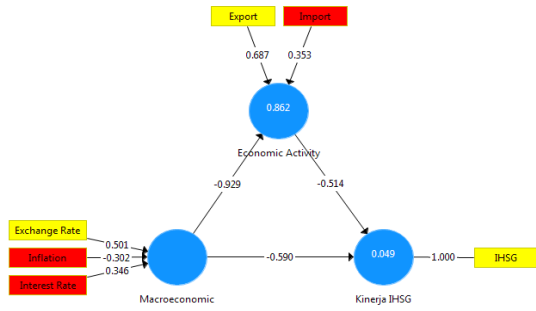 Export
Import
0.687
0.353
0.862
Economic Activity
-0.929
-0.514
Exchange Rate
Inflation
Interest Rate
0.501
-0.302
0.346
-0.590
0.049
1.000
IHSG
Macroeconomic
Kinerja IHSG